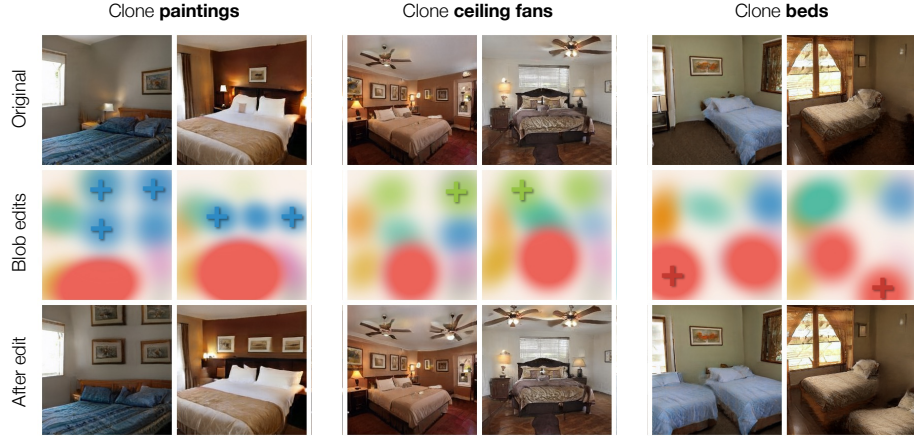 Clone paintings
Clone ceiling fans
Clone beds
Original
Blob edits
After edit